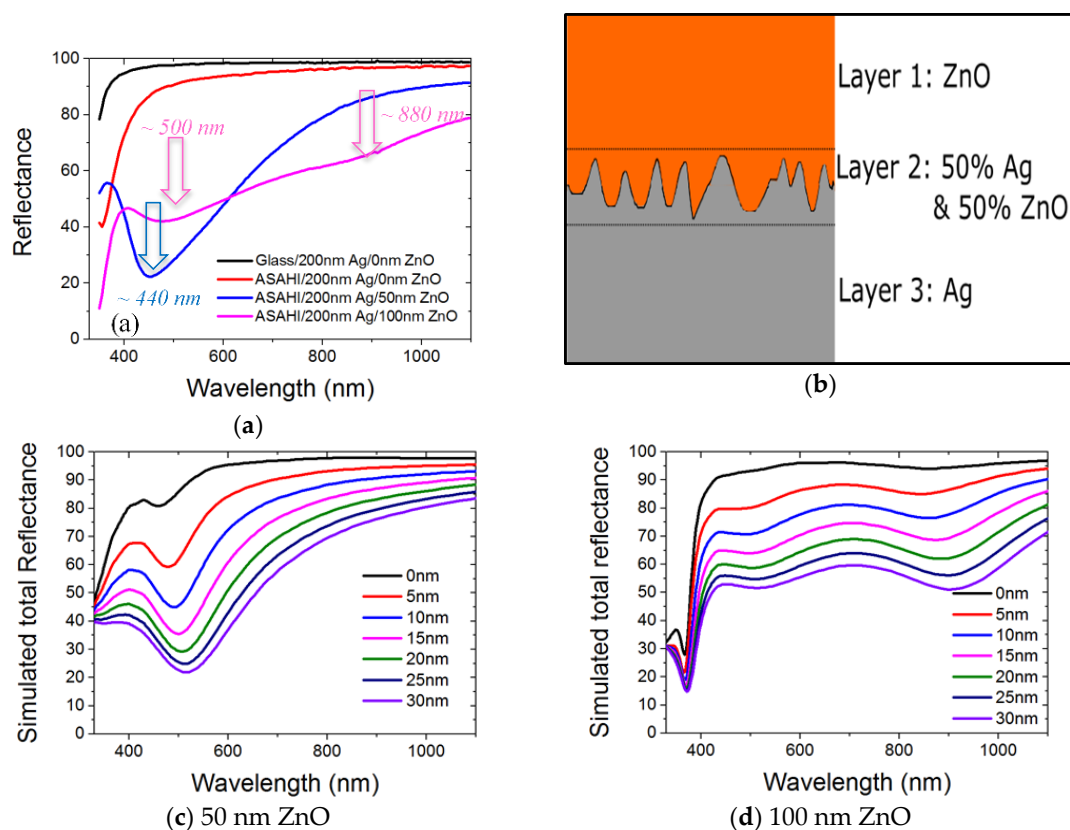 100
80
60
40
20
0
Reflectance
~ 500 nm
~ 880 nm
~ 440 nm
Glass/200nm Ag/0nm ZnO
ASAHI/200nm Ag/0nm ZnO
ASAHI/200nm Ag/50nm ZnO
ASAHI/200nm Ag/100nm ZnO
(a)
400 600 800 1000
Wavelength (nm)
(a)
Layer 1: ZnO
Layer 2: 50% Ag
& 50% ZnO
Layer 3: Ag
(b)
100
90
80
70
60
50
40
30
20
10
0
Simulated total Reflectance
0nm
5nm
10nm
15nm
20nm
25nm
30nm
400 600 800 1000
Wavelength (nm)
(c) 50 nm ZnO
100
90
80
70
60
50
40
30
20
10
0
Simulated total reflectance
0nm
5nm
10nm
15nm
20nm
25nm
30nm
400 600 800 1000
Wavelength (nm)
(d) 100 nm ZnO